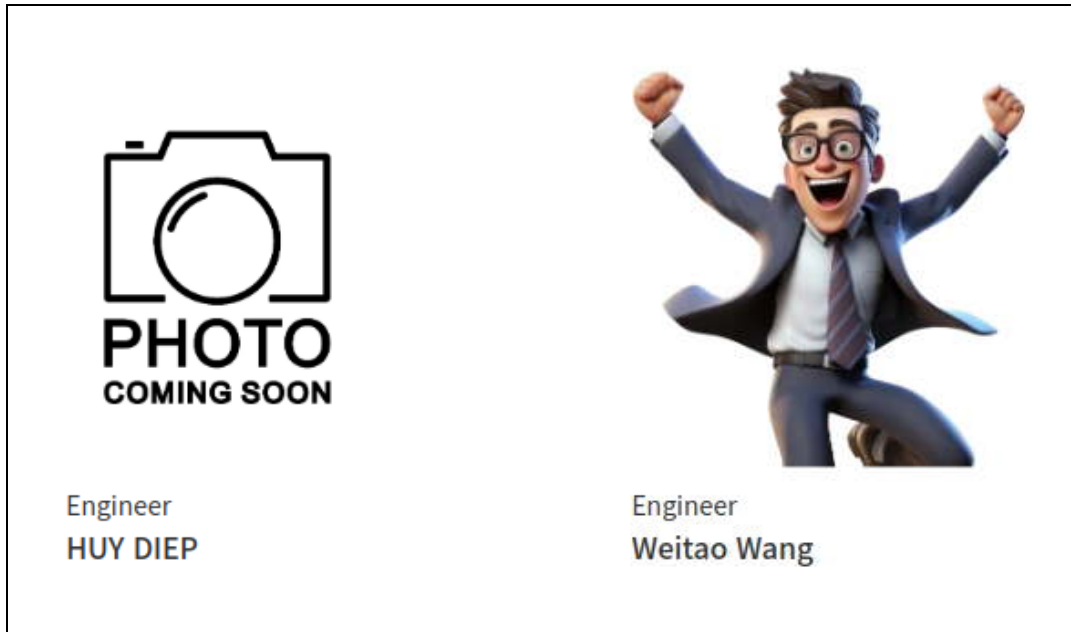 PHOTO
COMING SOON
Engineer
HUY DIEP
Engineer
Weitao Wang